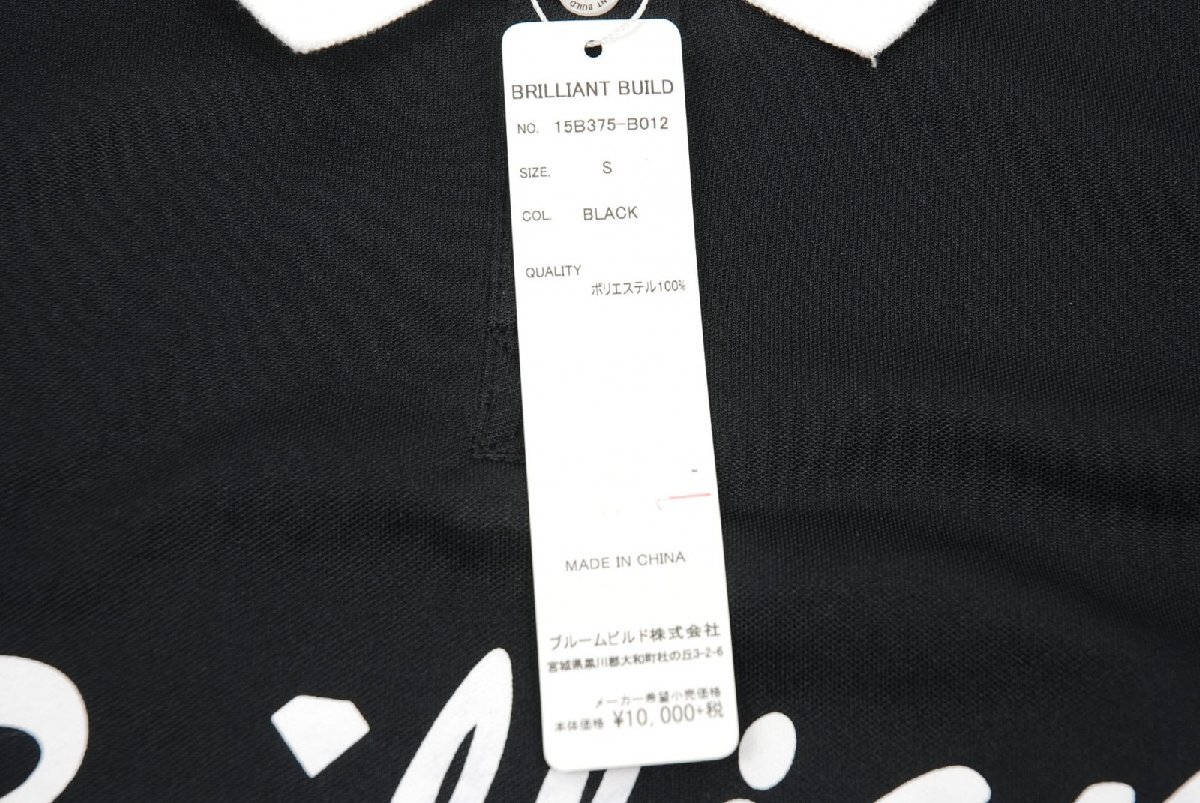 NT BUILD
BRILLIANT BUILD
NO. 15B375-B012
SIZE. S
COL. BLACK
QUALITY
ポリエステル100%
MADE IN CHINA
ブルームビルド株式会社
宮城県黒川郡大和町杜の丘3-2-6
メーカー希望小売価格
本体価格 ¥10,000+税